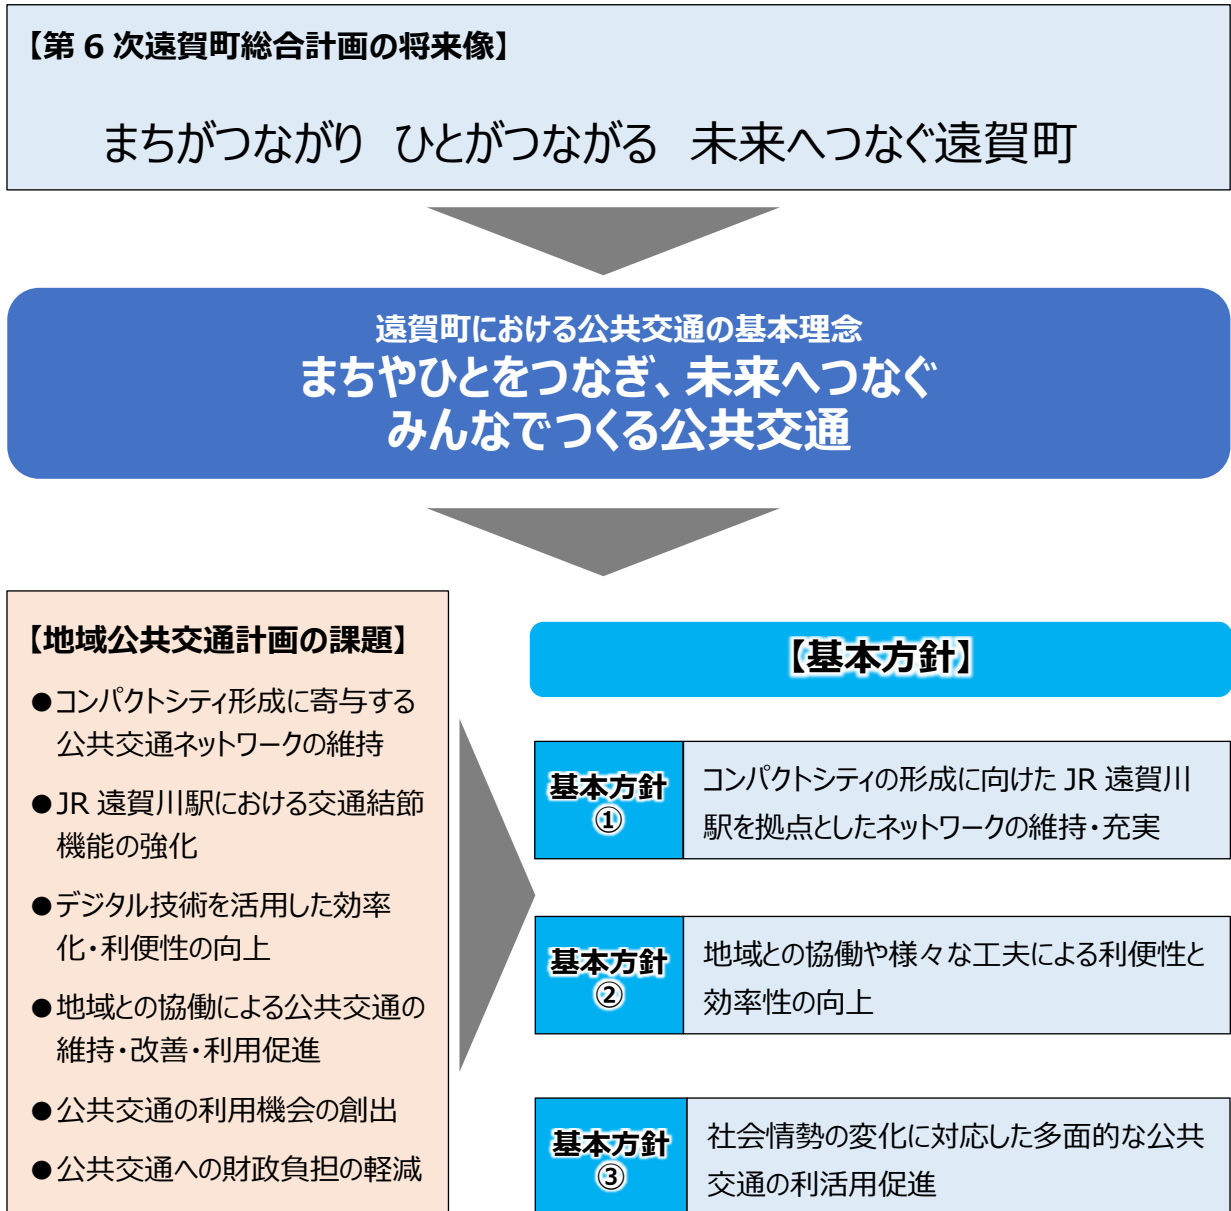 【第 6 次遠賀町総合計画の将来像】
まちがつながり ひとがつながる 未来へつなぐ遠賀町
遠賀町における公共交通の基本理念
まちやひとをつなぎ、未来へつなぐ
みんなでつくる公共交通
【地域公共交通計画の課題】
●コンパクトシティ形成に寄与する
公共交通ネットワークの維持
●JR 遠賀川駅における交通結節
機能の強化
●デジタル技術を活用した効率
化・利便性の向上
●地域との協働による公共交通の
維持・改善・利用促進
●公共交通の利用機会の創出
●公共交通への財政負担の軽減
【基本方針】
基本方針
①
コンパクトシティの形成に向けた JR 遠賀川
駅を拠点としたネットワークの維持・充実
基本方針
②
地域との協働や様々な工夫による利便性と
効率性の向上
基本方針
③
社会情勢の変化に対応した多面的な公共
交通の利活用促進